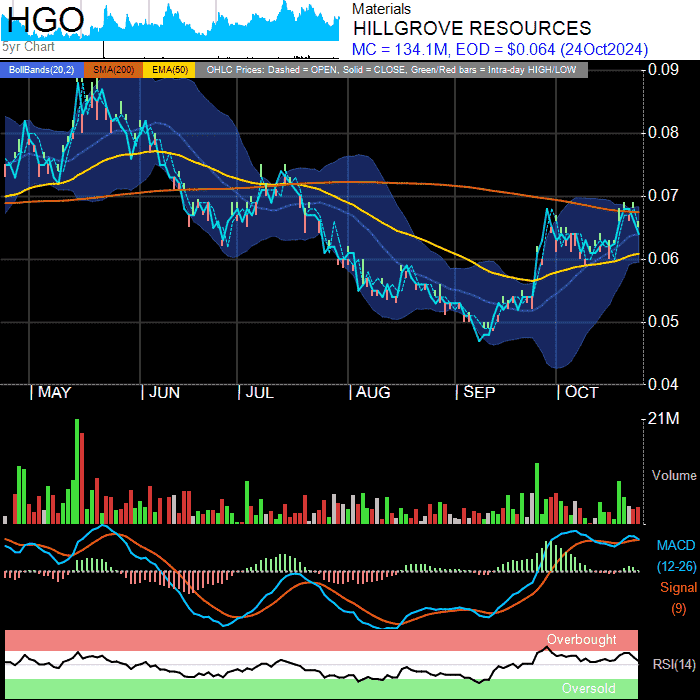 HGO
5yr Chart
Materials
HILLGROVE RESOURCES
MC = 134.1M, EOD = $0.064 (24Oct2024)
BollBands(20,2) SMA(200) EMA(50) OHLC Prices: Dashed = OPEN, Solid = CLOSE, Green/Red bars = Intra-day HIGH/LOW
0.09
0.08
0.07
0.06
0.05
0.04
MAY JUN JUL AUG SEP OCT
21M
Volume
MACD
(12-26)
Signal
(9)
Overbought
RSI(14)
Oversold